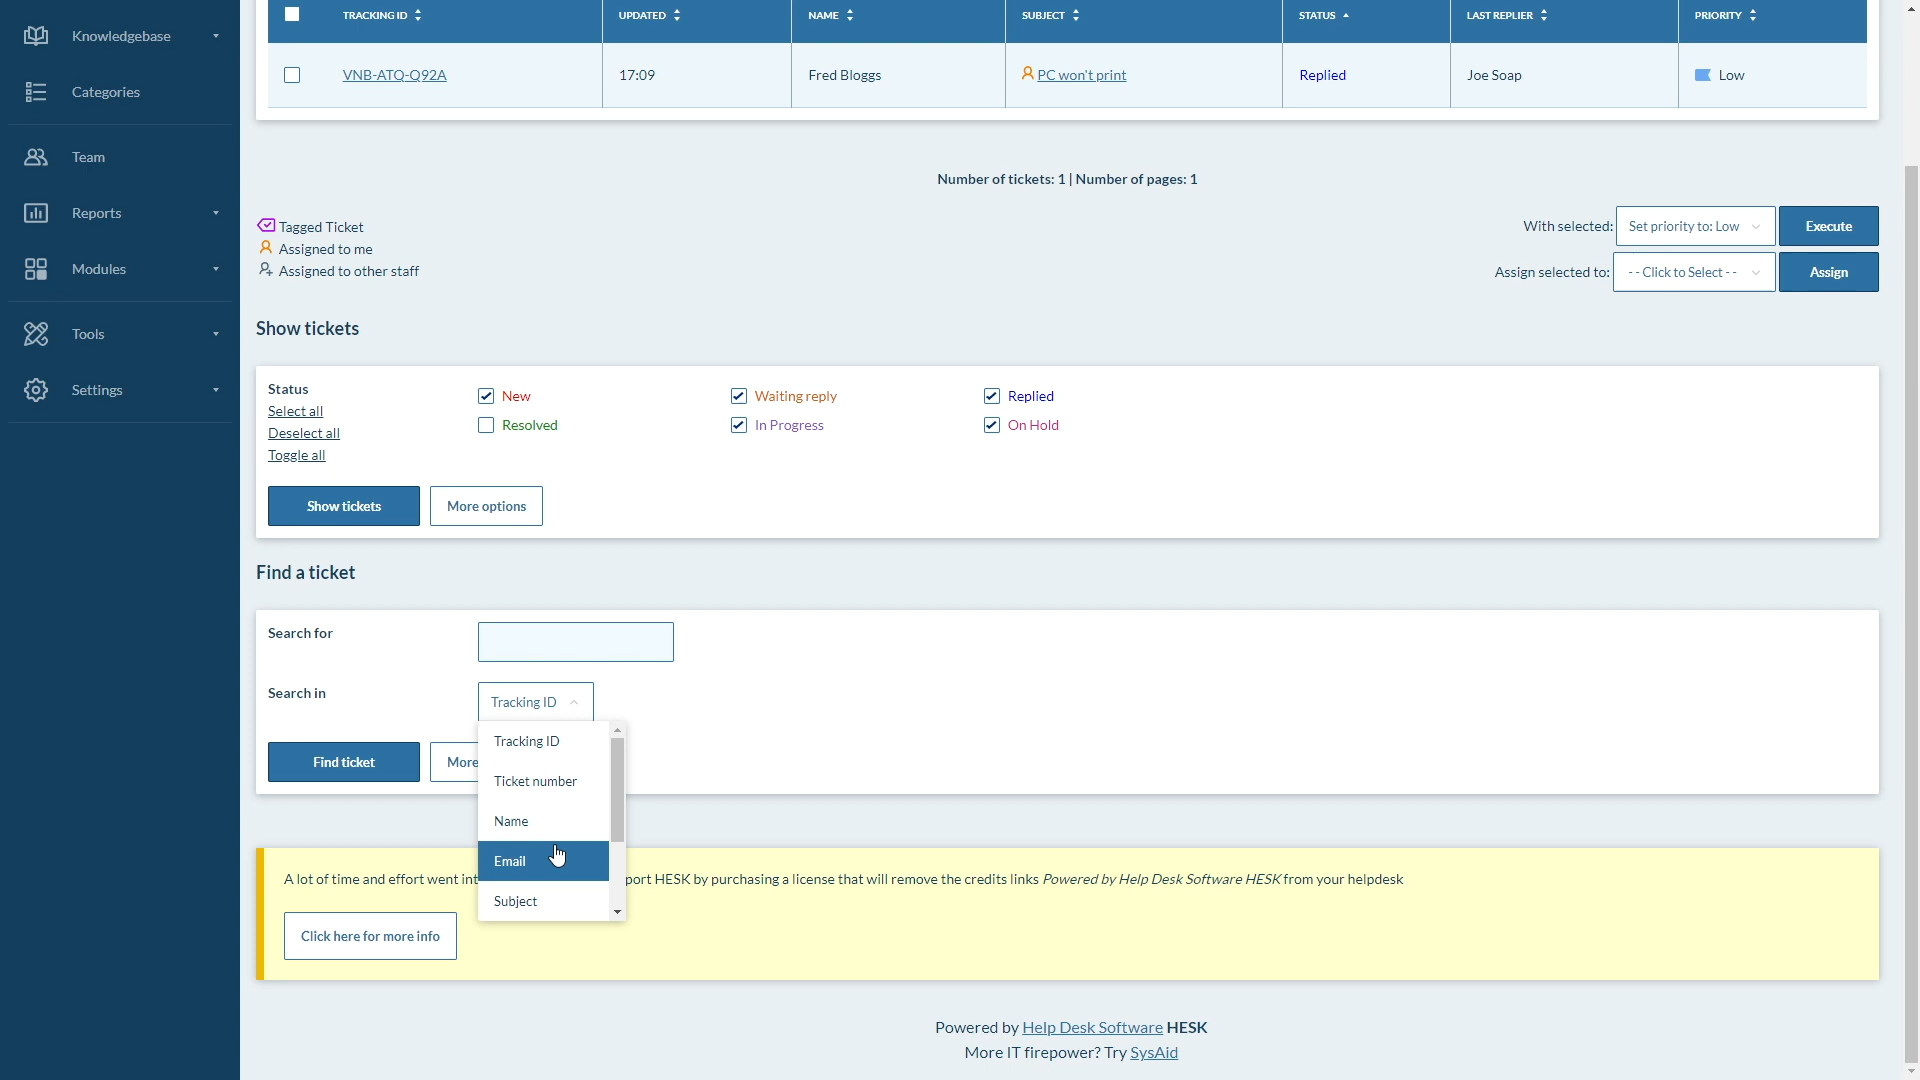 Knowledgebase
Categories
Team
Reports
Modules
Tools
Settings
TRACKING ID UPDATED NAME SUBJECT STATUS LAST REPLIER PRIORITY
VNB-ATQ-Q92A 17:09 Fred Bloggs PC won't print Replied Joe Soap Low
Number of tickets: 1 | Number of pages: 1
Tagged Ticket
Assigned to me
Assigned to other staff
With selected: Set priority to: Low Execute
Assign selected to: - - Click to Select - - Assign
Show tickets
Status
Select all
Deselect all
Toggle all
New Waiting reply Replied
Resolved In Progress On Hold
Show tickets More options
Find a ticket
Search for
Search in Tracking ID
Find ticket More
Tracking ID
Ticket number
Name
Email
Subject
A lot of time and effort went int port HESK by purchasing a license that will remove the credits links Powered by Help Desk Software HESK from your helpdesk
Click here for more info
Powered by Help Desk Software HESK
More IT firepower? Try SysAid